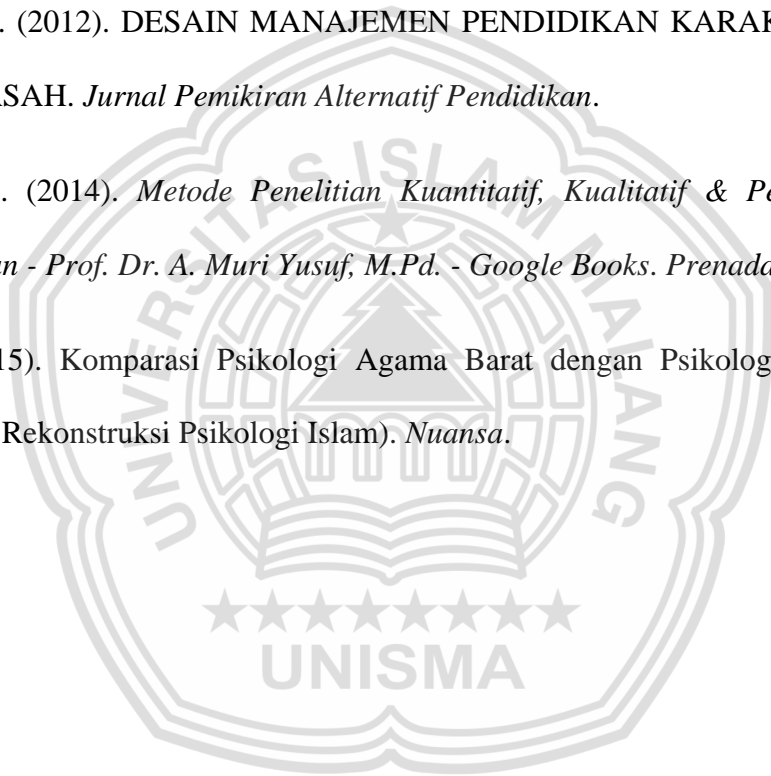 . (2012). DESAIN MANAJEMEN PENDIDIKAN KARAK
ASAH. Jurnal Pemikiran Alternatif Pendidikan.
. (2014). Metode Penelitian Kuantitatif, Kualitatif & Pe
an - Prof. Dr. A. Muri Yusuf, M.Pd. - Google Books. Prenada
15). Komparasi Psikologi Agama Barat dengan Psikolog
Rekonstruksi Psikologi Islam). Nuansa.
UNIVERSITAS ISLAM MALANG
UNISMA